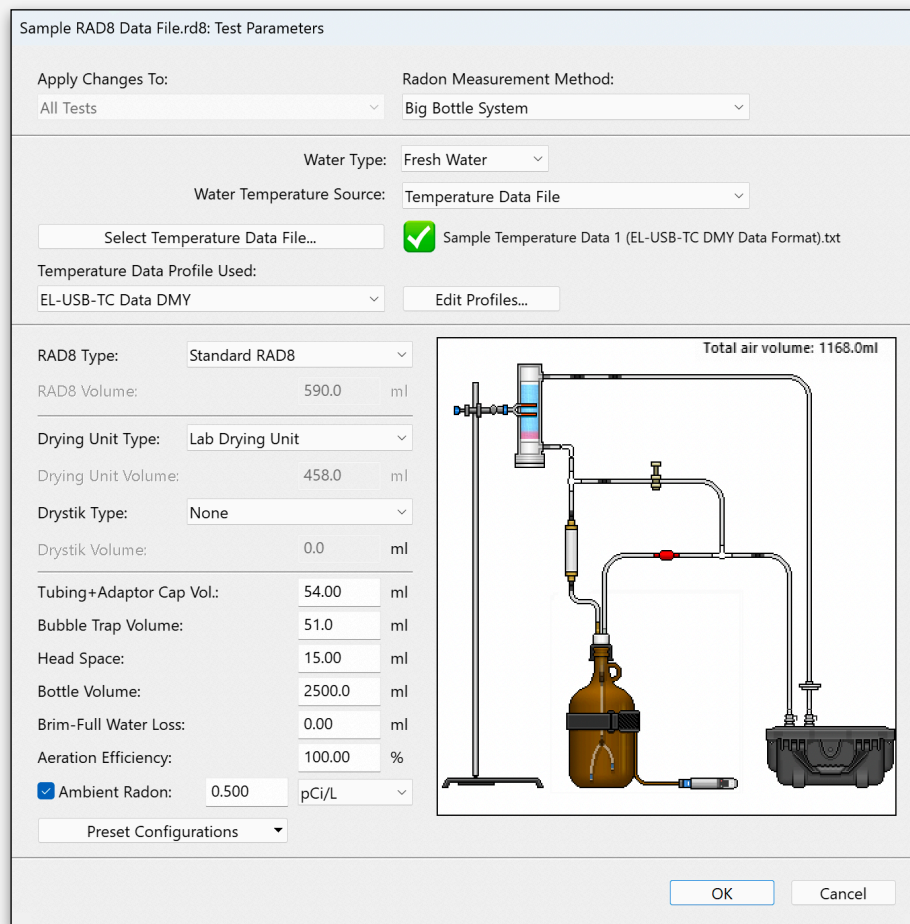 Sample RAD8 Data File.rd8: Test Parameters
Apply Changes To:
Radon Measurement Method:
All Tests
Big Bottle System
Water Type:
Fresh Water
Water Temperature Source:
Temperature Data File
Select Temperature Data File...
Sample Temperature Data 1 (EL-USB-TC DMY Data Format).txt
Temperature Data Profile Used:
EL-USB-TC Data DMY
Edit Profiles...
RAD8 Type:
Standard RAD8
RAD8 Volume:
590.0 ml
Drying Unit Type:
Lab Drying Unit
Drying Unit Volume:
458.0 ml
Drystik Type:
None
Drystik Volume:
0.0 ml
Tubing+Adaptor Cap Vol.:
54.00 ml
Bubble Trap Volume:
51.0 ml
Head Space:
15.00 ml
Bottle Volume:
2500.0 ml
Brim-Full Water Loss:
0.00 ml
Aeration Efficiency:
100.00 %
Ambient Radon:
0.500
pCi/L
Preset Configurations
Total air volume: 1168.0ml
OK
Cancel